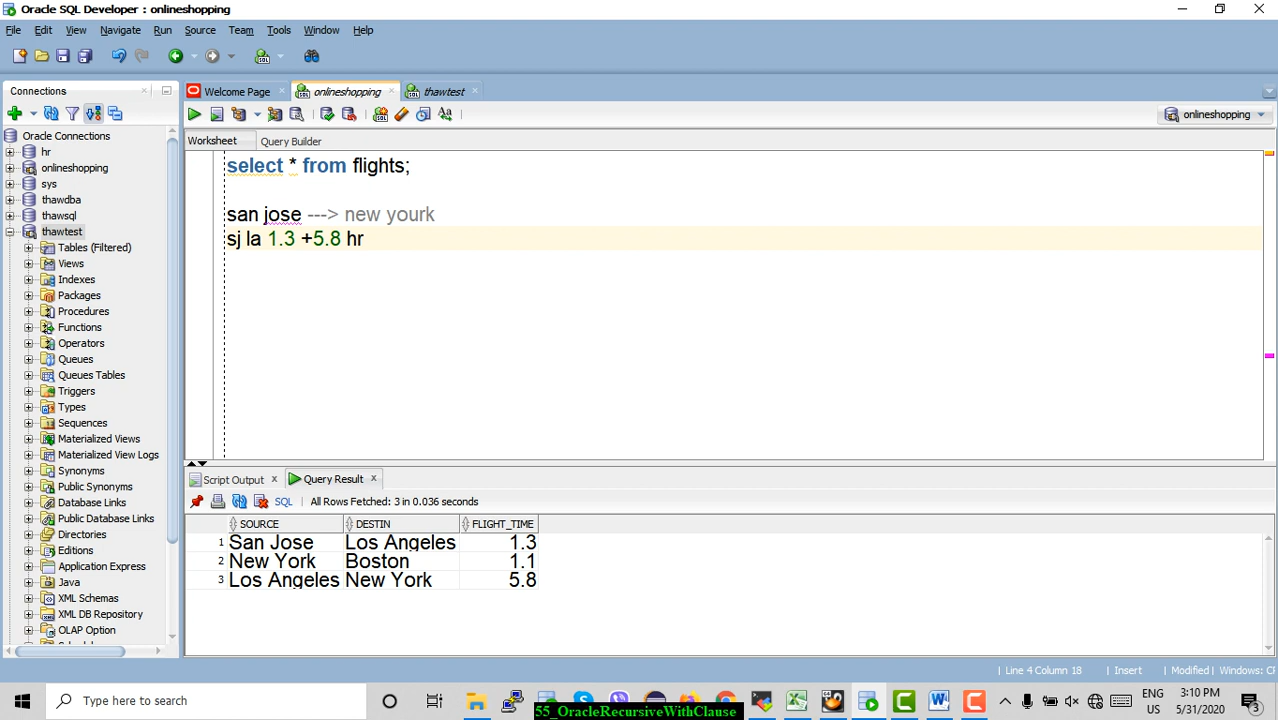 Oracle SQL Developer : onlineshopping
File Edit View Navigate Run Source Team Tools Window Help
Connections
Welcome Page onlineshopping thawtest
onlineshopping
Worksheet Query Builder
Oracle Connections
hr
onlineshopping
sys
thawdba
thawsql
thawtest
Tables (Filtered)
Views
Indexes
Packages
Procedures
Functions
Operators
Queues
Queues Tables
Triggers
Types
Sequences
Materialized Views
Materialized View Logs
Synonyms
Public Synonyms
Database Links
Public Database Links
Directories
Editions
Application Express
Java
XML Schemas
XML DB Repository
OLAP Option
select * from flights;
san jose ---> new yourk
sj la 1.3 +5.8 hr
Script Output Query Result
SQL All Rows Fetched: 3 in 0.036 seconds
SOURCE DESTIN FLIGHT_TIME
1 San Jose Los Angeles 1.3
2 New York Boston 1.1
3 Los Angeles New York 5.8
Line 4 Column 18 Insert Modified Windows: CF
Type here to search
ENG US
3:10 PM
5/31/2020
3
55_OracleRecursiveWithClause